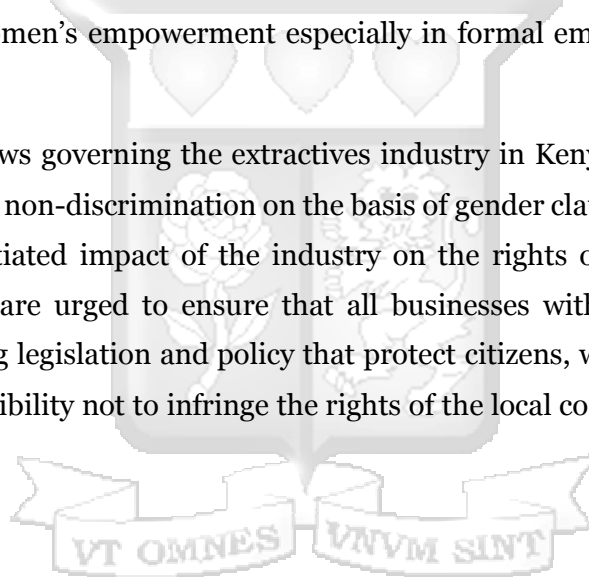 omen’s empowerment especially in formal em
ws governing the extractives industry in Keny
non-discrimination on the basis of gender cla
tiated impact of the industry on the rights o
are urged to ensure that all businesses with
g legislation and policy that protect citizens, w
ibility not to infringe the rights of the local co
VT OMNES VNVM SINT